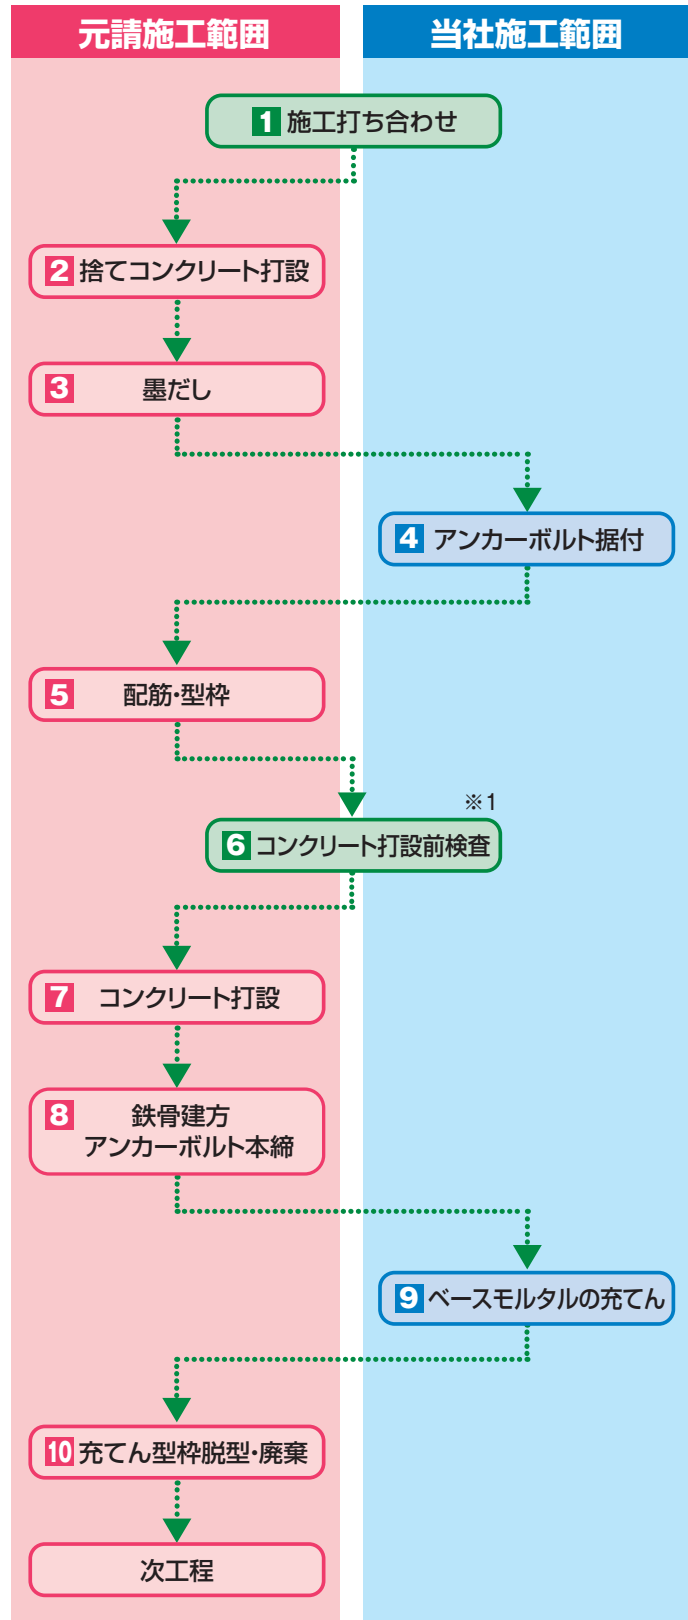 元請施工範囲
当社施工範囲
1 施工打ち合わせ
2 捨てコンクリート打設
3 墨だし
4 アンカーボルト据付
5 配筋・型枠
※1
6 コンクリート打設前検査
7 コンクリート打設
8 鉄骨建方
アンカーボルト本締
9 ベースモルタルの充てん
10 充てん型枠脱型・廃棄
次工程